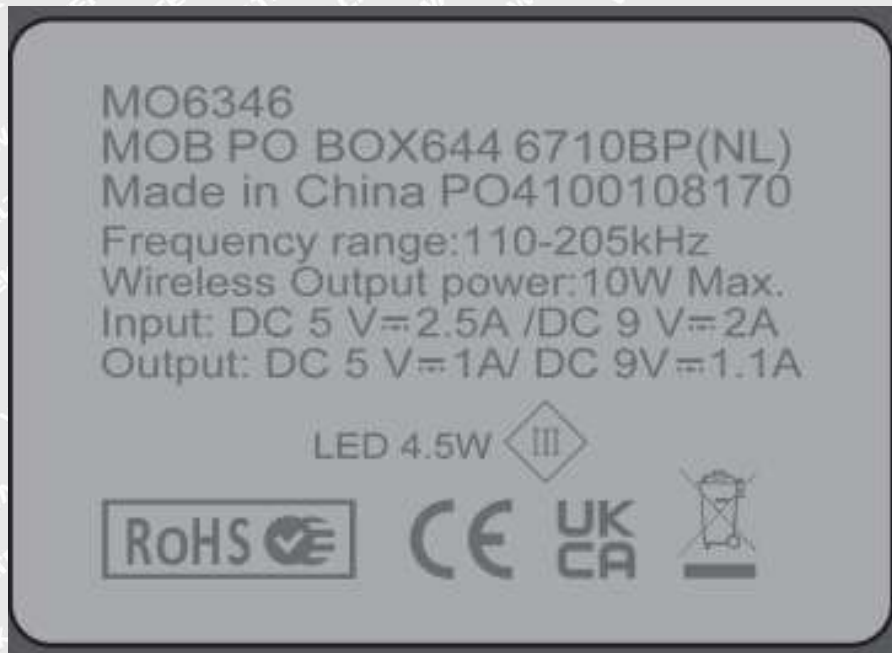 MO6346
MOB PO BOX644 6710BP(NL)
Made in China PO4100108170
Frequency range:110-205kHz
Wireless Output power:10W Max.
Input: DC 5 V⎓2.5A /DC 9 V⎓2A
Output: DC 5 V⎓1A/ DC 9V⎓1.1A
LED 4.5W III
RoHS CE UK
CA